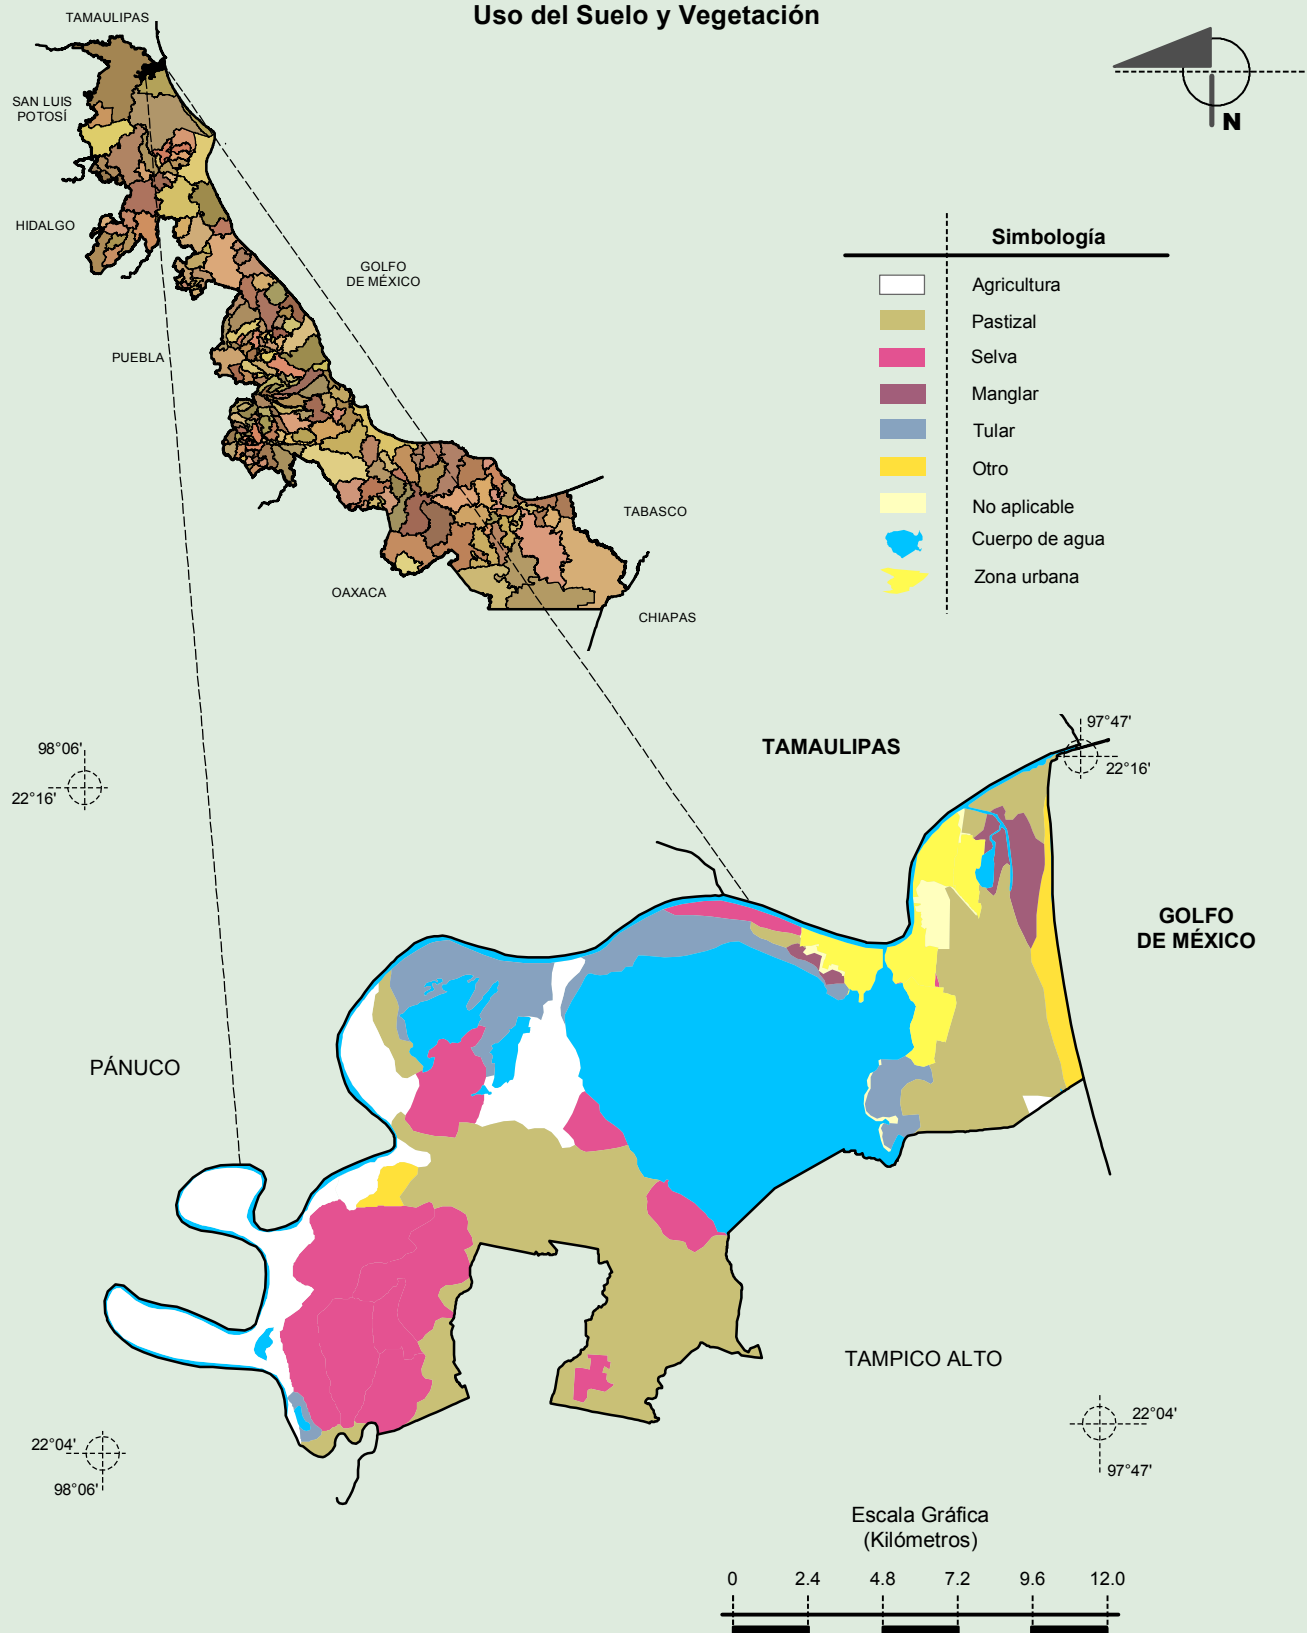 Uso del Suelo y Vegetación
TAMAULIPAS
SAN LUIS
POTOSÍ
HIDALGO
GOLFO
DE MÉXICO
PUEBLA
TABASCO
OAXACA
CHIAPAS
N
Simbología
Agricultura
Pastizal
Selva
Manglar
Tular
Otro
No aplicable
Cuerpo de agua
Zona urbana
98°06'
22°16'
TAMAULIPAS
97°47'
22°16'
GOLFO
DE MÉXICO
PÁNUCO
TAMPICO ALTO
22°04'
98°06'
22°04'
97°47'
Escala Gráfica
(Kilómetros)
0 2.4 4.8 7.2 9.6 12.0